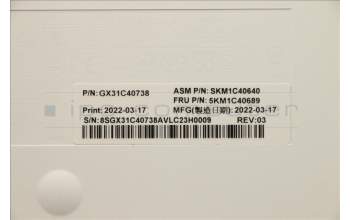 P/N: GX31C40738 ASM P/N: SKM1C40640
FRU P/N: 5KM1C40689
Print: 2022-03-17 MFG(製造日期): 2022-03-17
S/N: 8SGX31C40738AVLC23H0009 REV:03